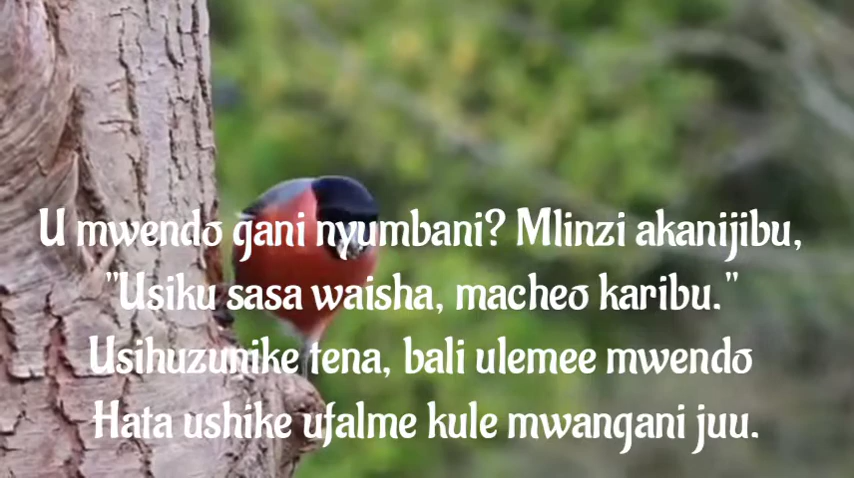 U mwendo gani nyumbani? Mlinzi akanijibu,
"Usiku sasa waisha, macheo karibu."
Usihuzunike tena, bali ulemee mwendo
Hata ushike ufalme kule mwangani juu.